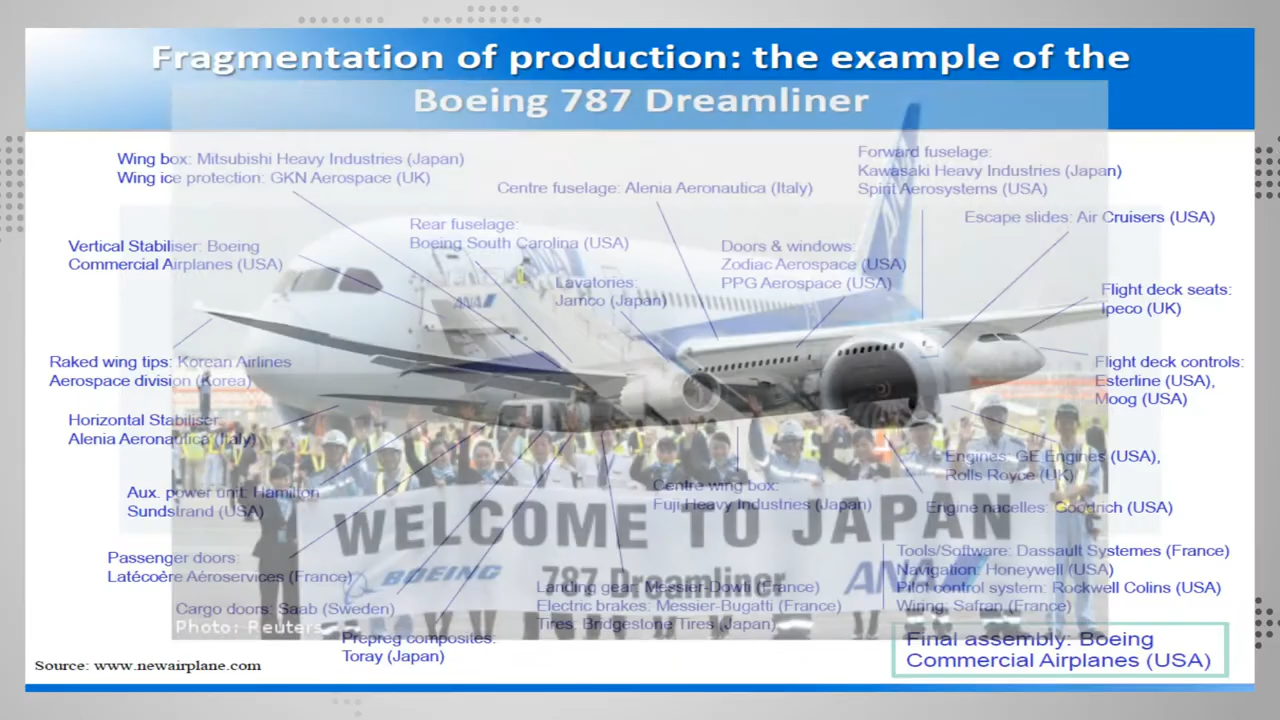 Fragmentation of production: the example of the
Boeing 787 Dreamliner
Wing box: Mitsubishi Heavy Industries (Japan)
Wing ice protection: GKN Aerospace (UK)
Centre fuselage: Alenia Aeronautica (Italy)
Forward fuselage:
Kawasaki Heavy Industries (Japan)
Spirit Aerosystems (USA)
Escape slides: Air Cruisers (USA)
Rear fuselage:
Boeing South Carolina (USA)
Vertical Stabiliser: Boeing
Commercial Airplanes (USA)
Doors & windows:
Zodiac Aerospace (USA)
PPG Aerospace (USA)
Lavatories:
Jamco (Japan)
Flight deck seats:
Ipeco (UK)
ANA
Raked wing tips: Korean Airlines
Aerospace division (Korea)
Flight deck controls:
Esterline (USA),
Moog (USA)
Horizontal Stabiliser:
Alenia Aeronautica (Italy)
Engines: GE Engines (USA),
Rolls Royce (UK)
Aux. power unit: Hamilton
Sundstrand (USA)
Centre wing box:
Fuji Heavy Industries (Japan)
Engine nacelles: Goodrich (USA)
WELCOME TO JAPAN
BOEING 787 Dreamliner ANA
Passenger doors:
Latécoère Aéroservices (France)
Tools/Software: Dassault Systemes (France)
Navigation: Honeywell (USA)
Pilot control system: Rockwell Colins (USA)
Wiring: Safran (France)
Landing gear: Messier-Dowti (France)
Electric brakes: Messier-Bugatti (France)
Tires: Bridgestone Tires (Japan)
Cargo doors: Saab (Sweden)
Photo: Reuters
Prepreg composites:
Toray (Japan)
Final assembly: Boeing
Commercial Airplanes (USA)
Source: www.newairplane.com